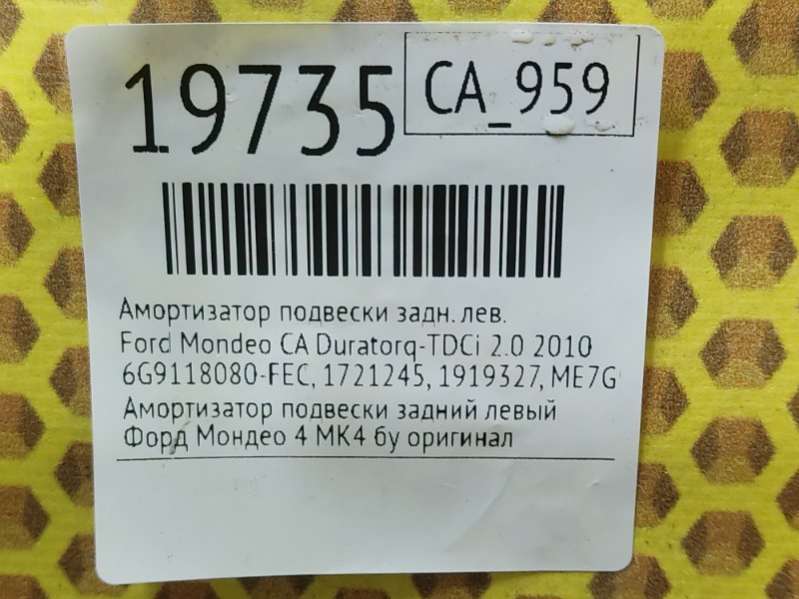 19735
CA_959
Амортизатор подвески задн. лев.
Ford Mondeo CA Duratorq-TDCi 2.0 2010
6G9118080-FEC, 1721245, 1919327, ME7G
Амортизатор подвески задний левый
Форд Мондео 4 МК4 бу оригинал